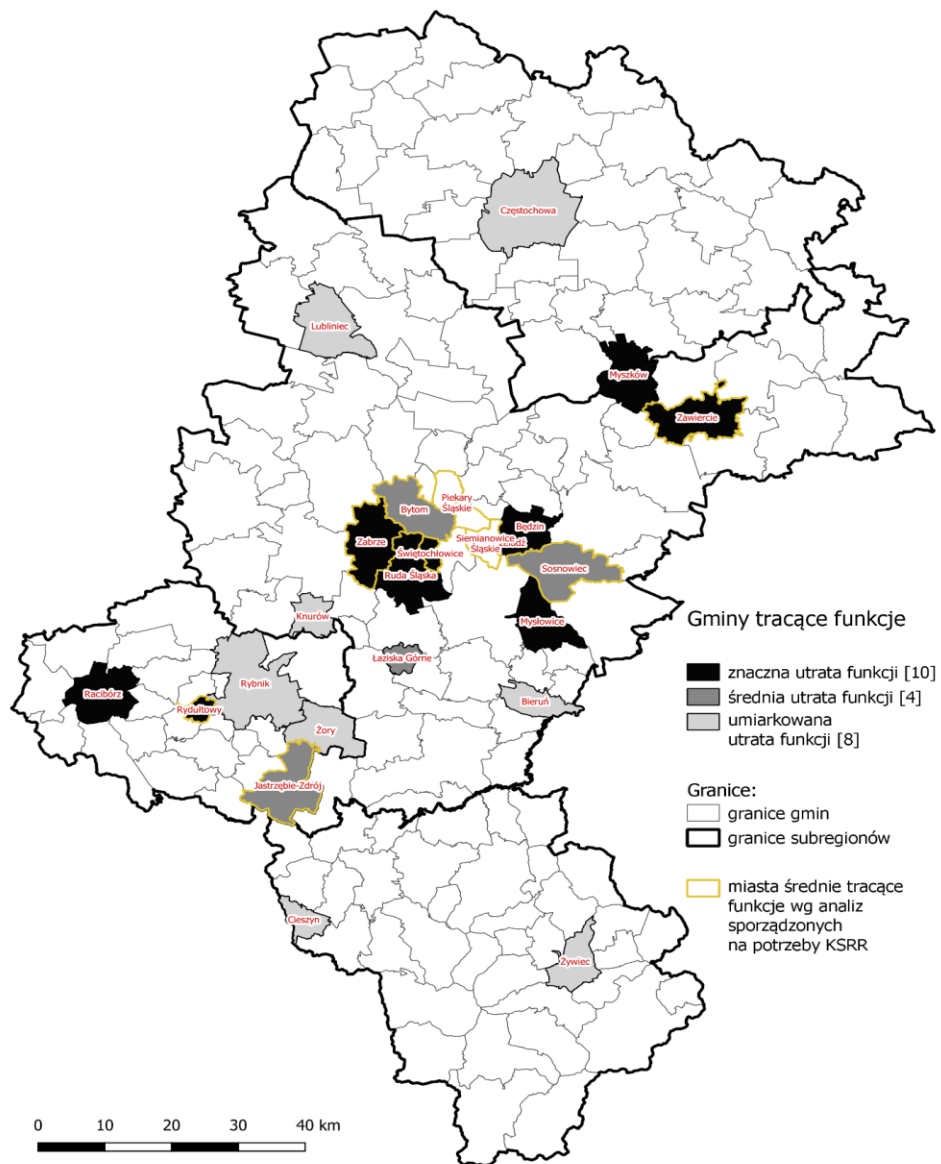 Częstochowa
Lubliniec
Myszków
Zawiercie
Piekary
Śląskie
Bytom
Będzin
Zabrze
Semianowice
Śląskie
Świętochłowice
Ruda Śląska
Sosnowiec
Knurów
Mysłowice
Łaziska Górne
Racibórz
Rybnik
Rydułtowy
Bieruń
Żory
Jastrzębie-Zdrój
Cieszyn
Żywiec
Gminy tracące funkcje
znaczna utrata funkcji [10]
średnia utrata funkcji [4]
umiarkowana
utrata funkcji [8]
Granice:
granice gmin
granice subregionów
miasta średnie tracące
funkcje wg analiz
sporządzonych
na potrzeby KSRR
0 10 20 30 40 km